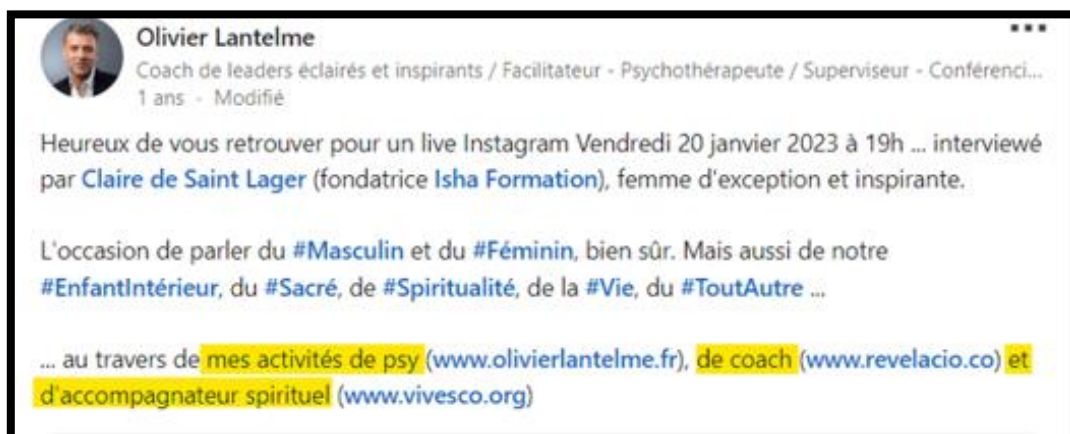 Olivier Lantelme
Coach de leaders éclairés et inspirants / Facilitateur - Psychothérapeute / Superviseur - Conférenci...
1 ans - Modifié
Heureux de vous retrouver pour un live Instagram Vendredi 20 janvier 2023 à 19h ... interviewé
par Claire de Saint Lager (fondatrice Isha Formation), femme d'exception et inspirante.
L'occasion de parler du #Masculin et du #Féminin, bien sûr. Mais aussi de notre
#EnfantIntérieur, du #Sacré, de #Spiritualité, de la #Vie, du #ToutAutre ...
... au travers de mes activités de psy (www.olivierlantelme.fr), de coach (www.revelacio.co) et
d'accompagnateur spirituel (www.vivesco.org)